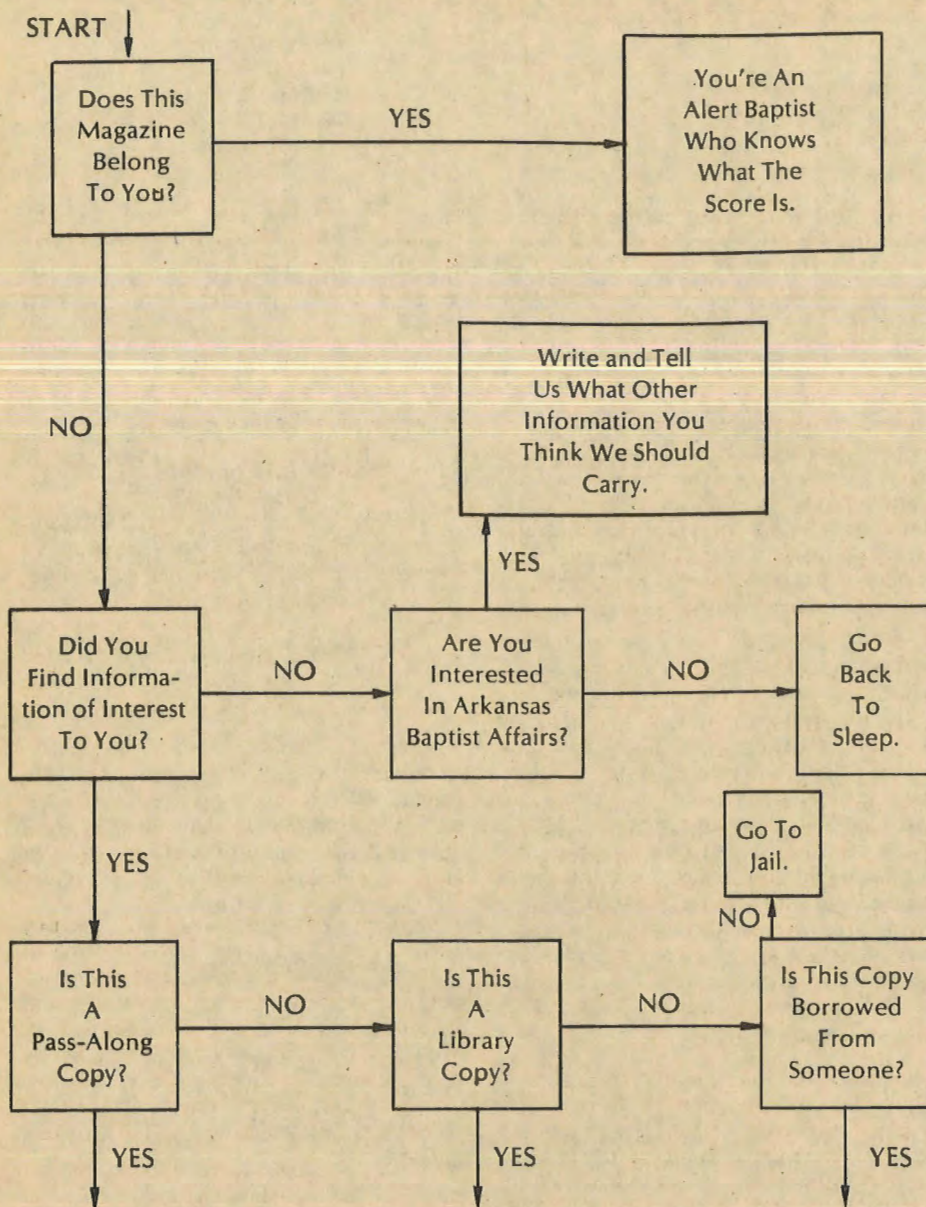 START
Does This
Magazine
Belong
To You?
YES
You're An
Alert Baptist
Who Knows
What The
Score Is.
NO
Write and Tell
Us What Other
Information You
Think We Should
Carry.
YES
Did You
Find Informa-
tion of Interest
To You?
NO
Are You
Interested
In Arkansas
Baptist Affairs?
NO
Go
Back
To
Sleep.
YES
Go To
Jail.
NO
Is This
A
Pass-Along
Copy?
NO
Is This
A
Library
Copy?
NO
Is This Copy
Borrowed
From
Someone?
YES
YES
YES